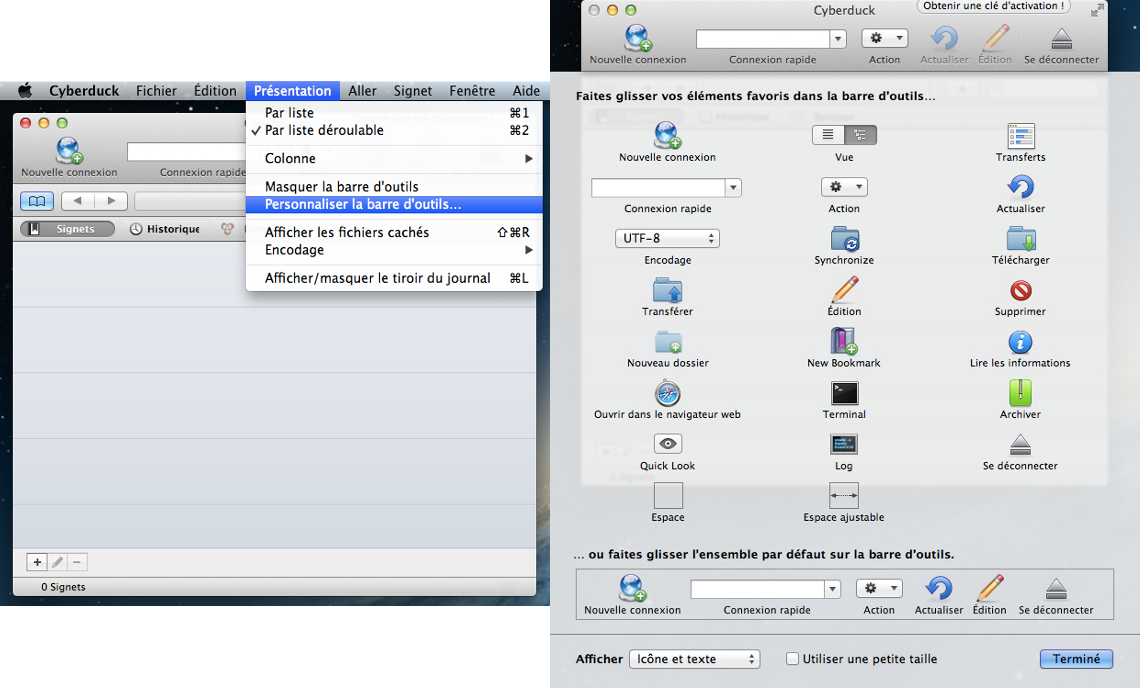 Cyberduck Fichier Édition Présentation Aller Signet Fenêtre Aide
Par liste ⌘1
✓ Par liste déroulable ⌘2
Colonne ▶
Masquer la barre d'outils
Personnaliser la barre d'outils...
Afficher les fichiers cachés ⇧⌘R
Encodage ▶
Afficher/masquer le tiroir du journal ⌘L
Nouvelle connexion Connexion rapide
Signets Historique
0 Signets
Cyberduck Obtenir une clé d'activation !
Nouvelle connexion Connexion rapide Action Actualiser Édition Se déconnecter
Faites glisser vos éléments favoris dans la barre d'outils...
Nouvelle connexion Vue Transferts
Connexion rapide Action Actualiser
UTF-8
Encodage Synchronize Télécharger
Transférer Édition Supprimer
Nouveau dossier New Bookmark Lire les informations
Ouvrir dans le navigateur web Terminal Archiver
Quick Look Log Se déconnecter
Espace Espace ajustable
... ou faites glisser l'ensemble par défaut sur la barre d'outils.
Nouvelle connexion Connexion rapide Action Actualiser Édition Se déconnecter
Afficher Icône et texte Utiliser une petite taille Terminé